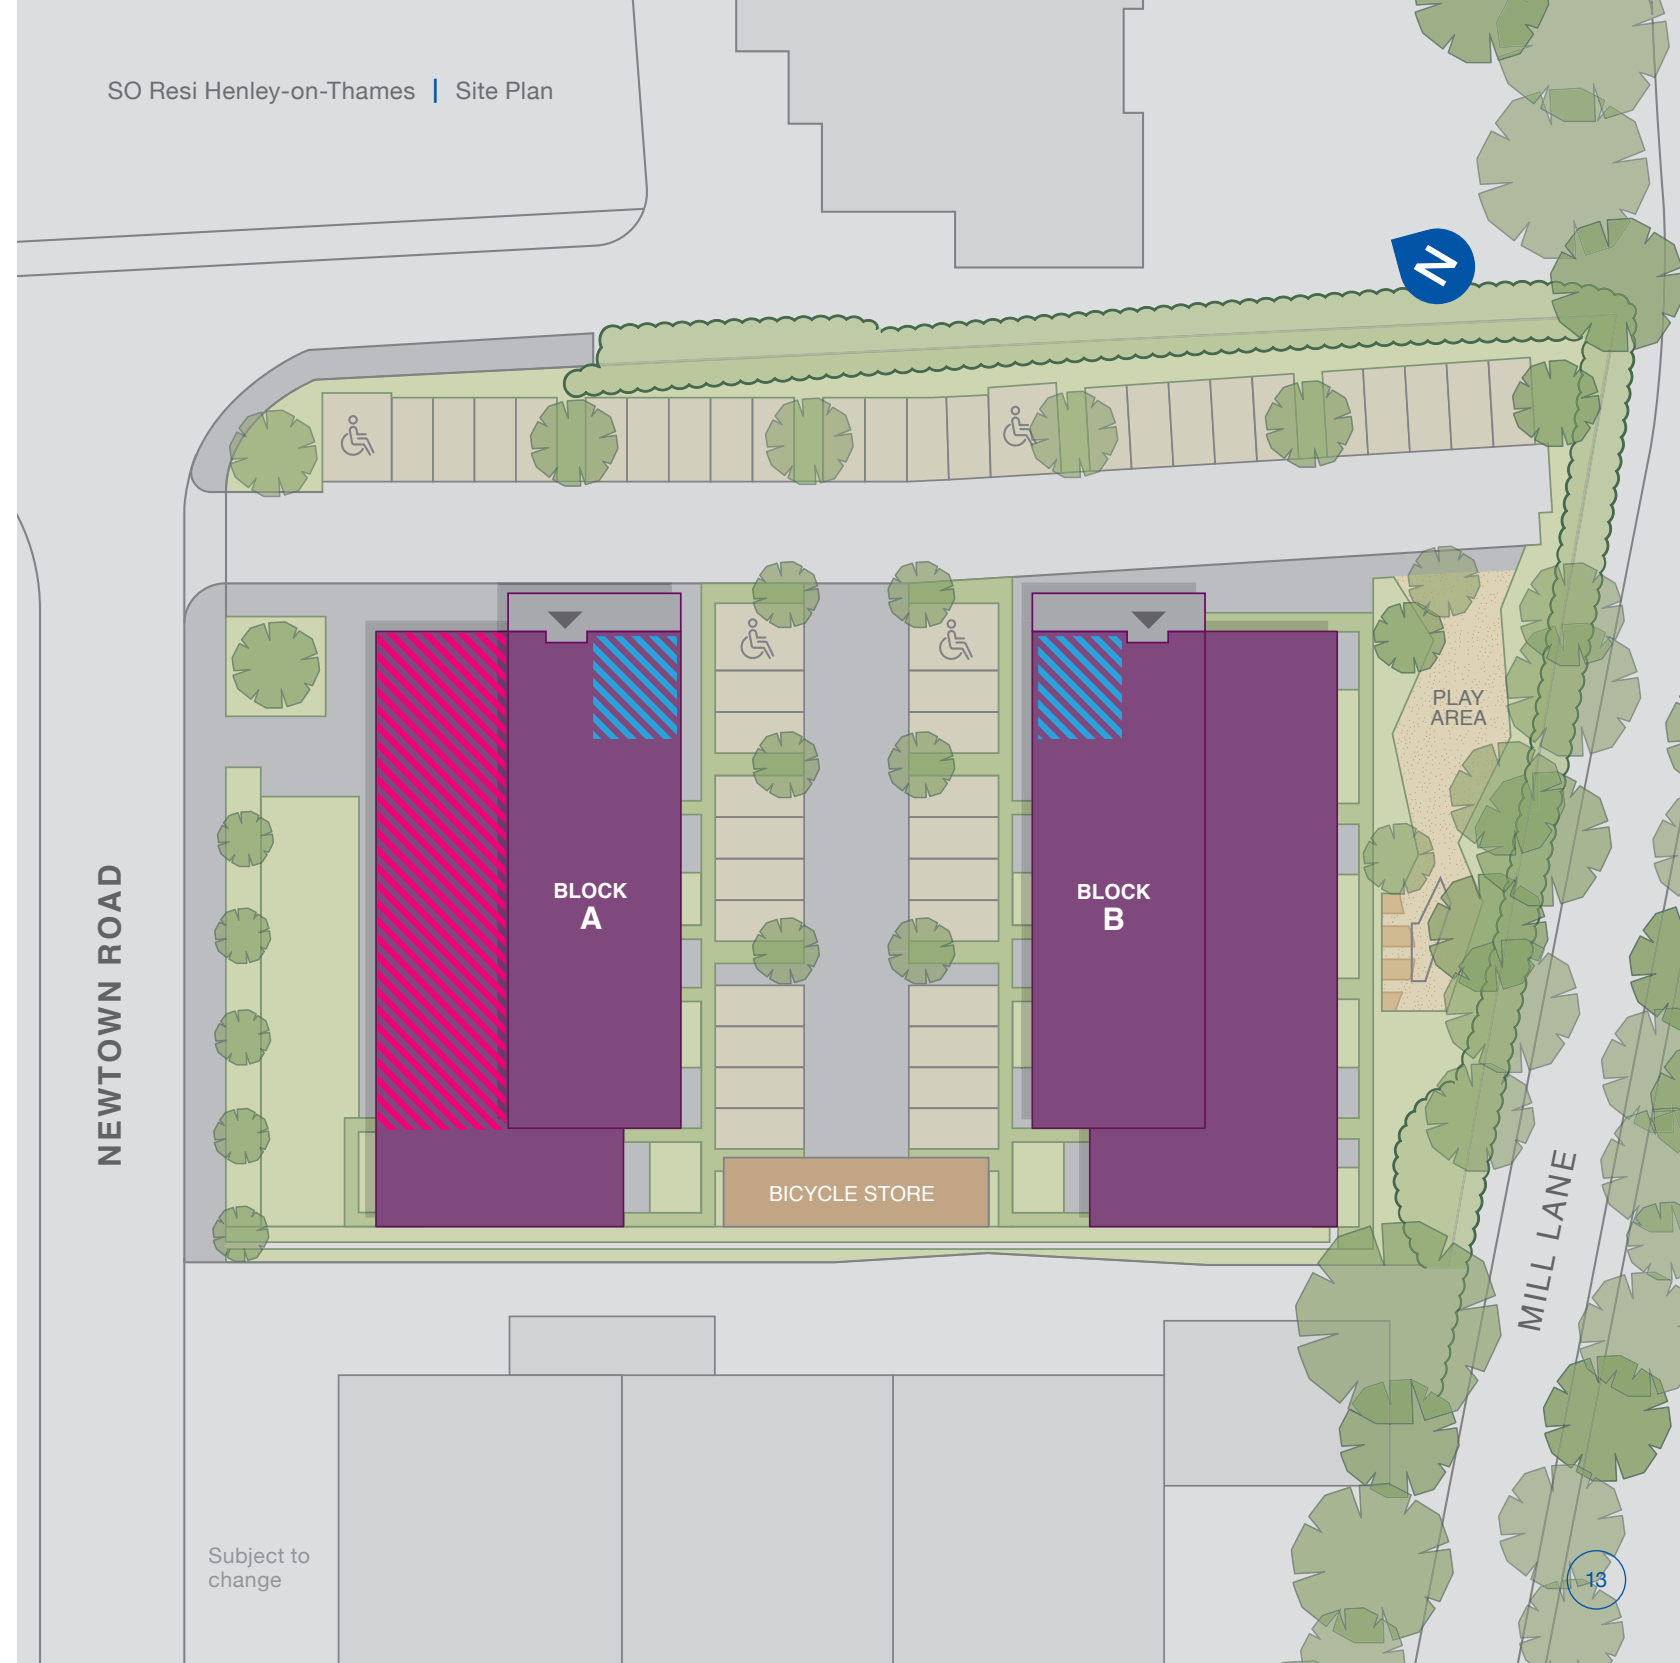 SO Resi Henley-on-Thames | Site Plan
N
PLAY
AREA
BLOCK
A
BLOCK
B
NEWTOWN ROAD
BICYCLE STORE
MILL LANE
Subject to
change
13